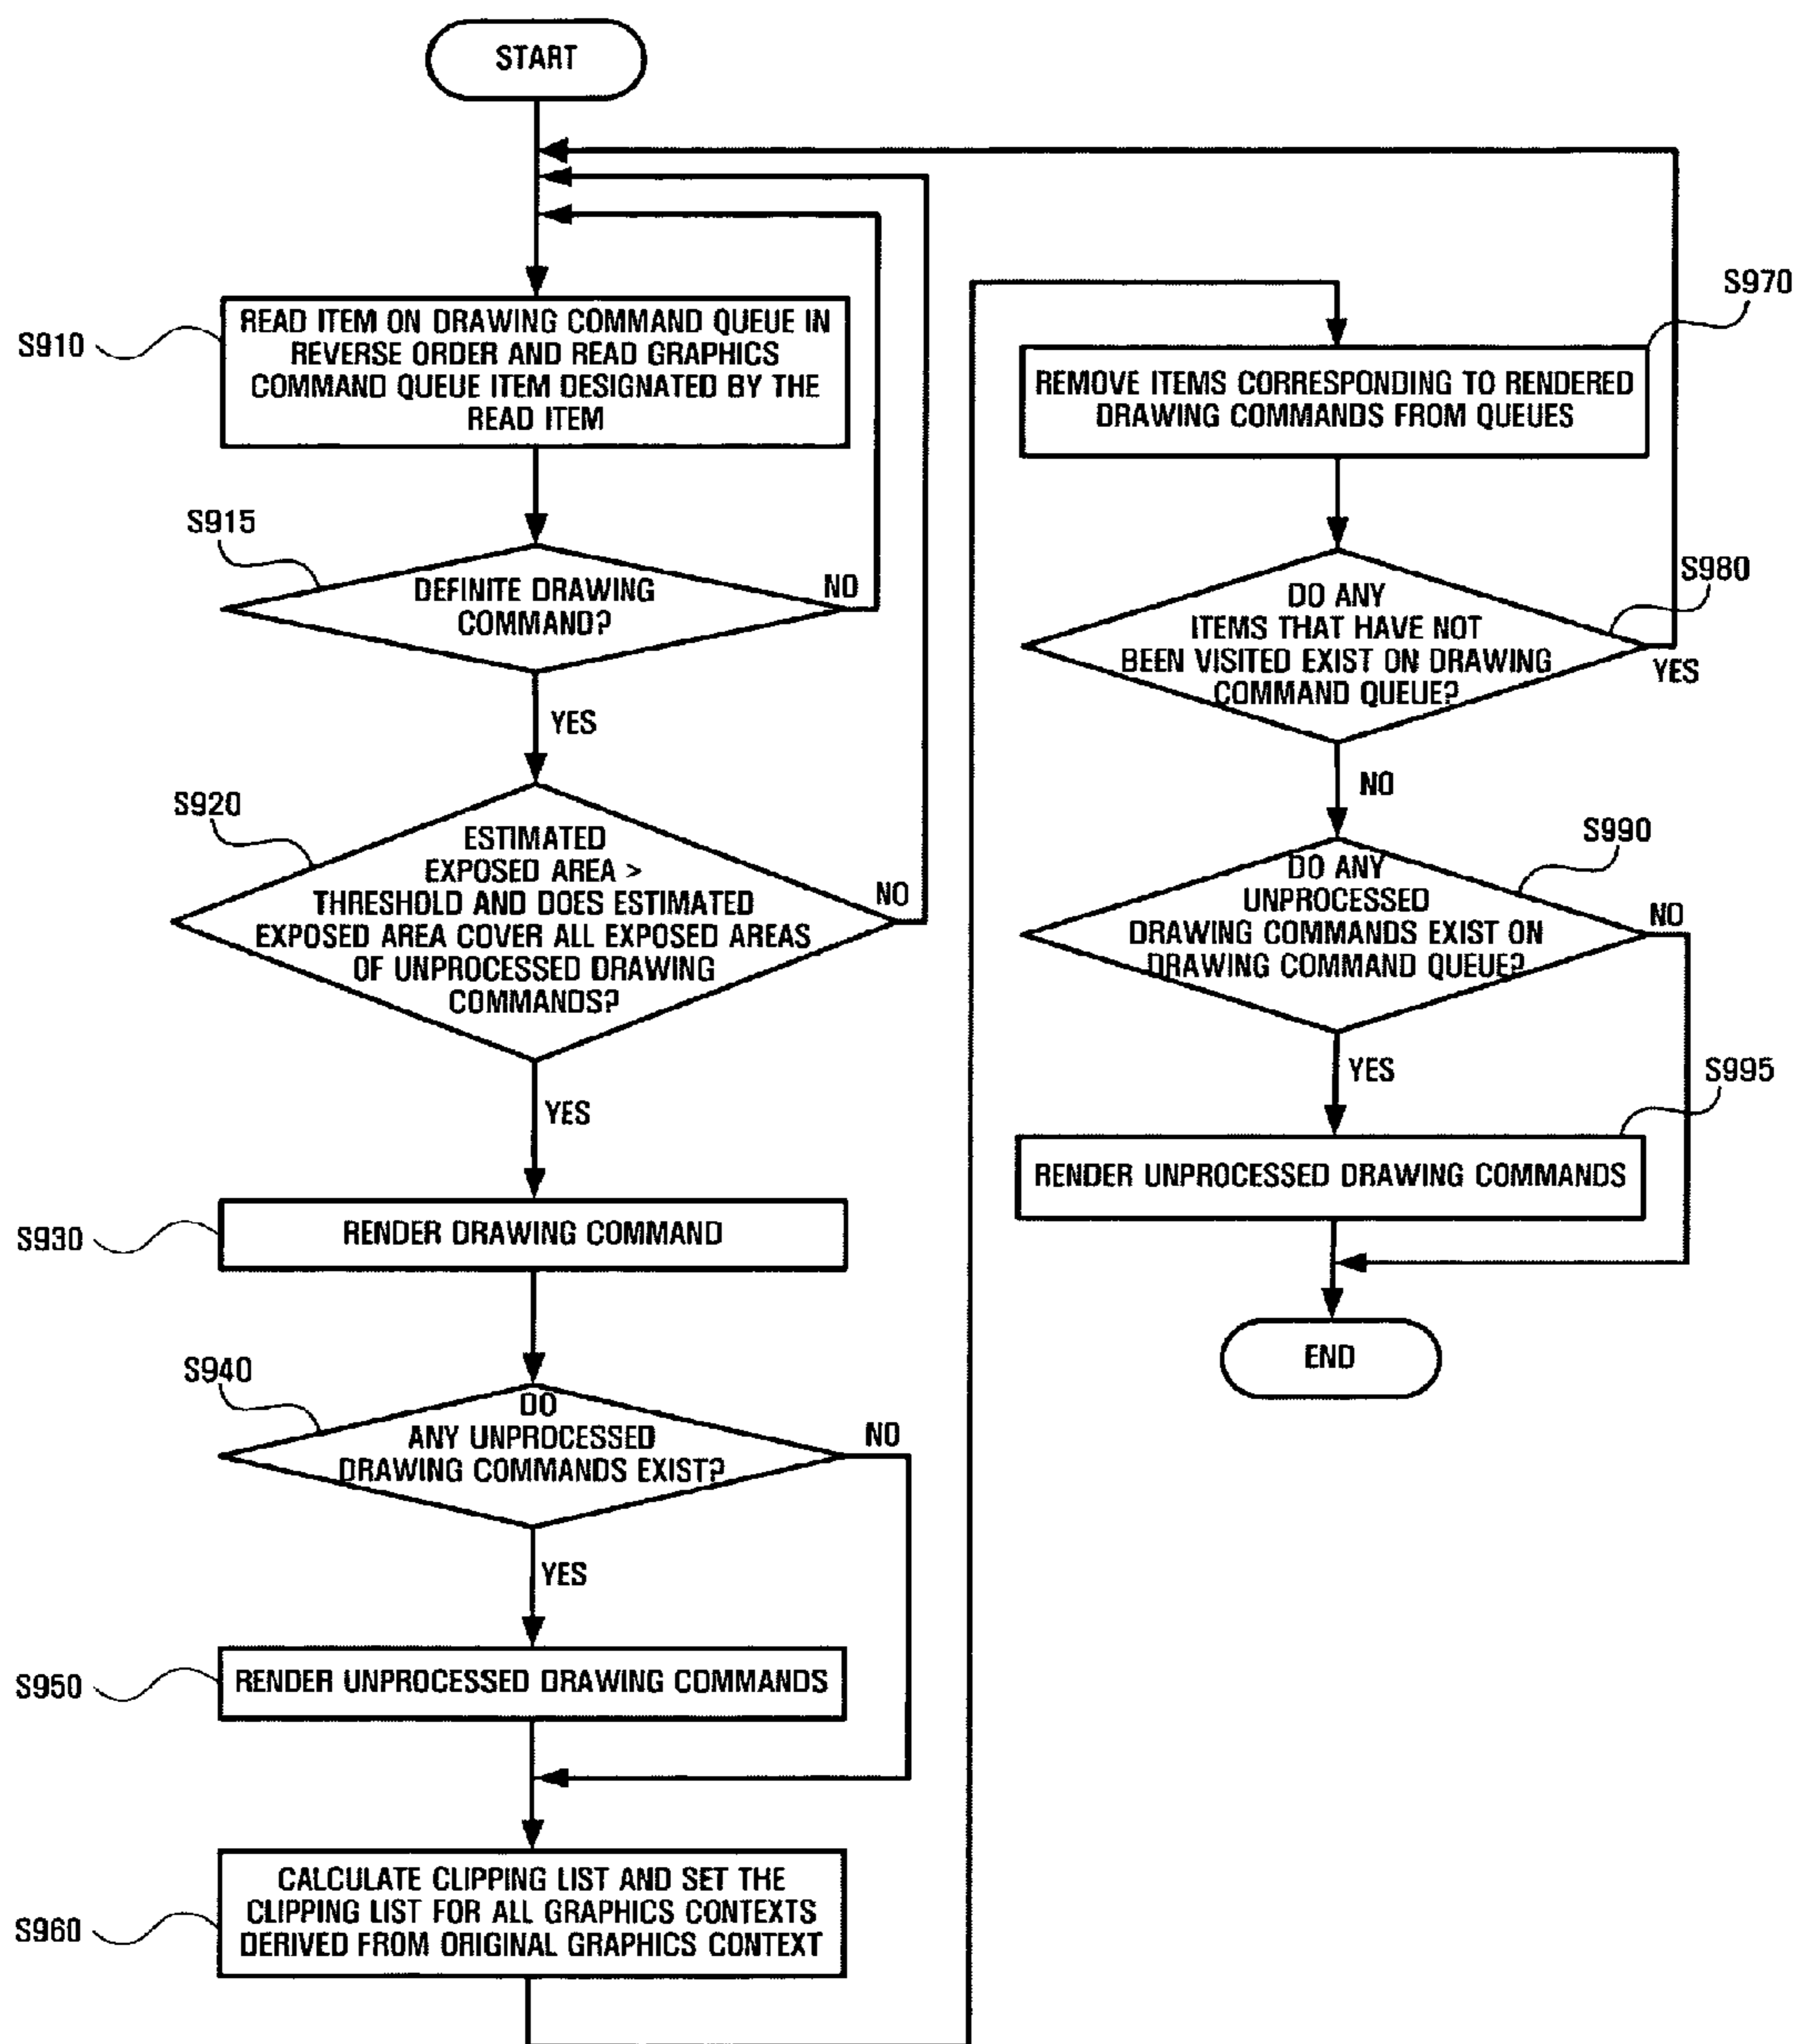 START
S910
READ ITEM ON DRAWING COMMAND QUEUE IN
REVERSE ORDER AND READ GRAPHICS
COMMAND QUEUE ITEM DESIGNATED BY THE
READ ITEM
S915
DEFINITE DRAWING
COMMAND?
NO
YES
S920
ESTIMATED
EXPOSED AREA >
THRESHOLD AND DOES ESTIMATED
EXPOSED AREA COVER ALL EXPOSED AREAS
OF UNPROCESSED DRAWING
COMMANDS?
NO
YES
S930
RENDER DRAWING COMMAND
S940
DO
ANY UNPROCESSED
DRAWING COMMANDS EXIST?
NO
YES
S950
RENDER UNPROCESSED DRAWING COMMANDS
S960
CALCULATE CLIPPING LIST AND SET THE
CLIPPING LIST FOR ALL GRAPHICS CONTEXTS
DERIVED FROM ORIGINAL GRAPHICS CONTEXT
S970
REMOVE ITEMS CORRESPONDING TO RENDERED
DRAWING COMMANDS FROM QUEUES
S980
DO ANY
ITEMS THAT HAVE NOT
BEEN VISITED EXIST ON DRAWING
COMMAND QUEUE?
YES
NO
S990
DO ANY
UNPROCESSED
DRAWING COMMANDS EXIST ON
DRAWING COMMAND QUEUE?
NO
YES
S995
RENDER UNPROCESSED DRAWING COMMANDS
END